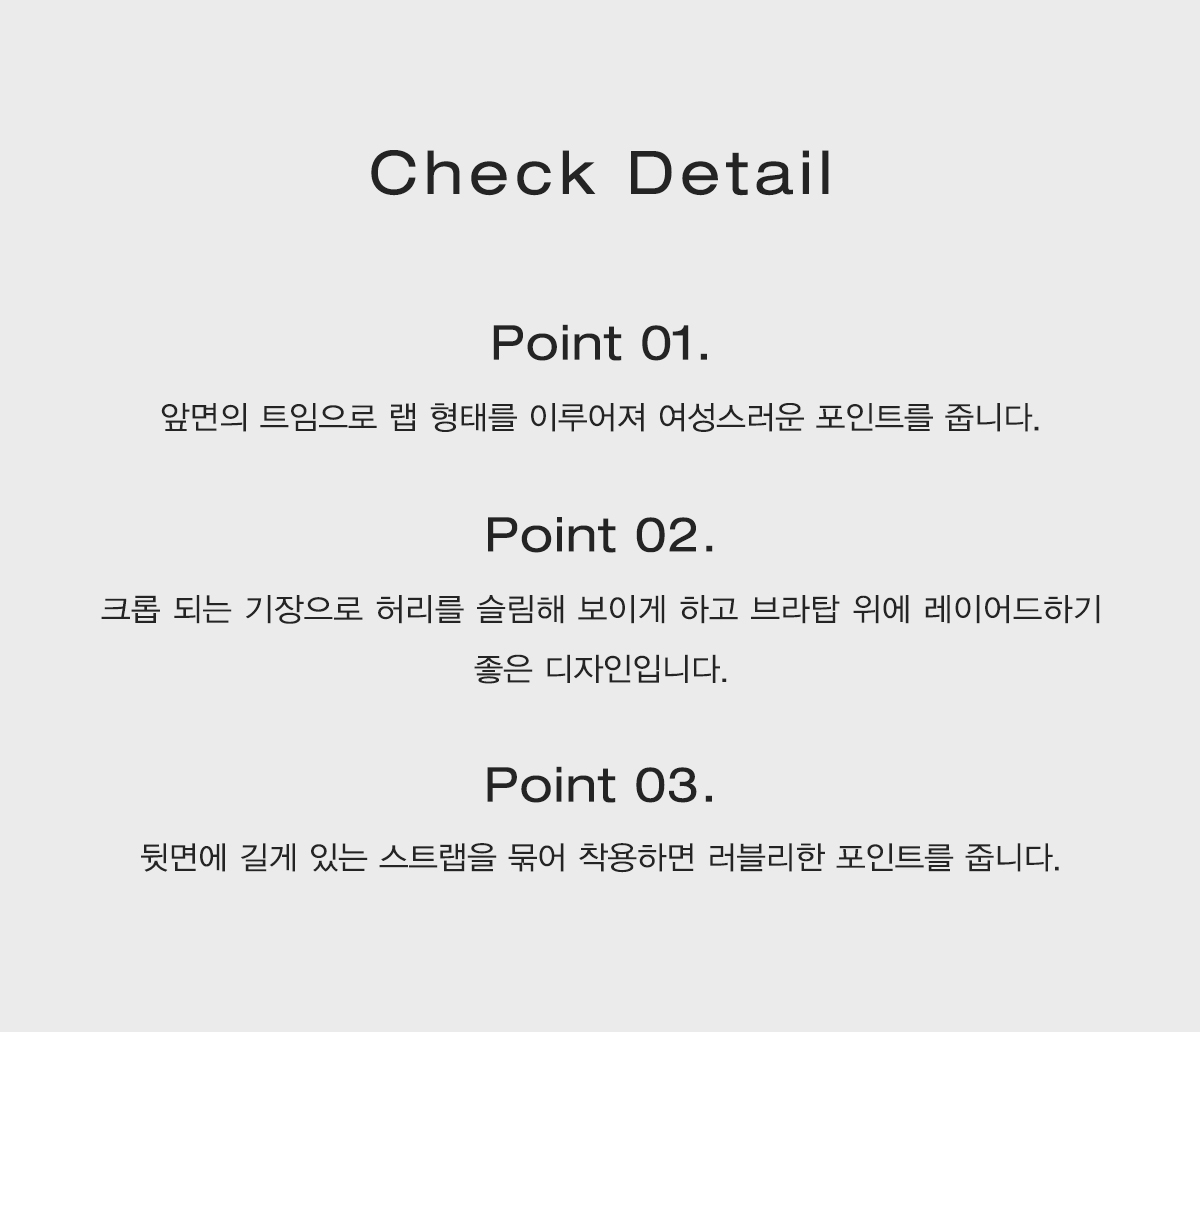 Check Detail
Point 01.
앞면의 트임으로 랩 형태를 이루어져 여성스러운 포인트를 줍니다.
Point 02.
크롭 되는 기장으로 허리를 슬림해 보이게 하고 브라탑 위에 레이어드하기
좋은 디자인입니다.
Point 03.
뒷면에 길게 있는 스트랩을 묶어 착용하면 러블리한 포인트를 줍니다.